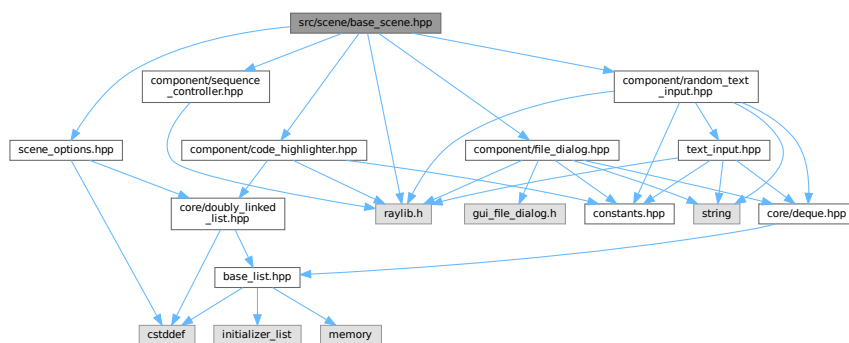 src/scene/base_scene.hpp
component/sequence
_controller.hpp
component/random_text
_input.hpp
scene_options.hpp
component/code_highlighter.hpp
component/file_dialog.hpp
text_input.hpp
core/doubly_linked
_list.hpp
raylib.h
gui_file_dialog.h
constants.hpp
string
core/deque.hpp
base_list.hpp
cstddef
initializer_list
memory